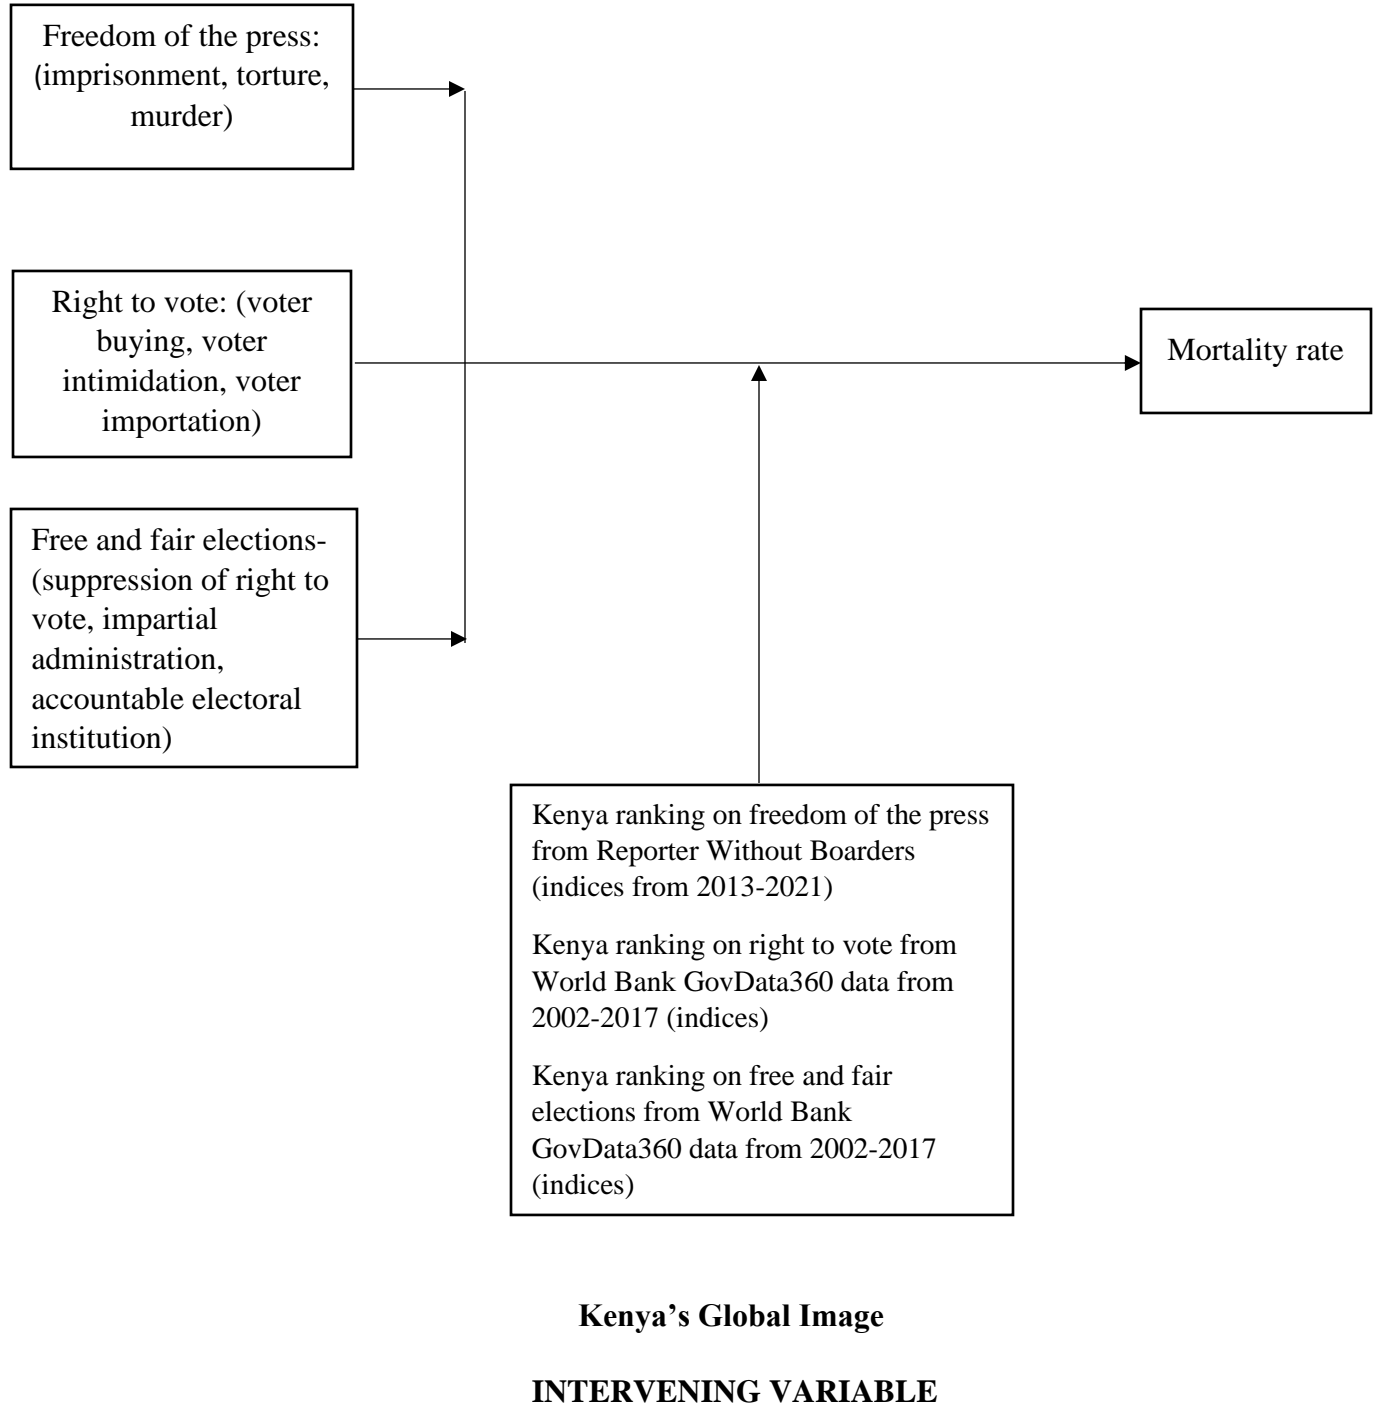 Freedom of the press:
(imprisonment, torture,
murder)
Right to vote: (voter
buying, voter
intimidation, voter
importation)
Mortality rate
Free and fair elections-
(suppression of right to
vote, impartial
administration,
accountable electoral
institution)
Kenya ranking on freedom of the press
from Reporter Without Boarders
(indices from 2013-2021)
Kenya ranking on right to vote from
World Bank GovData360 data from
2002-2017 (indices)
Kenya ranking on free and fair
elections from World Bank
GovData360 data from 2002-2017
(indices)
Kenya’s Global Image
INTERVENING VARIABLE